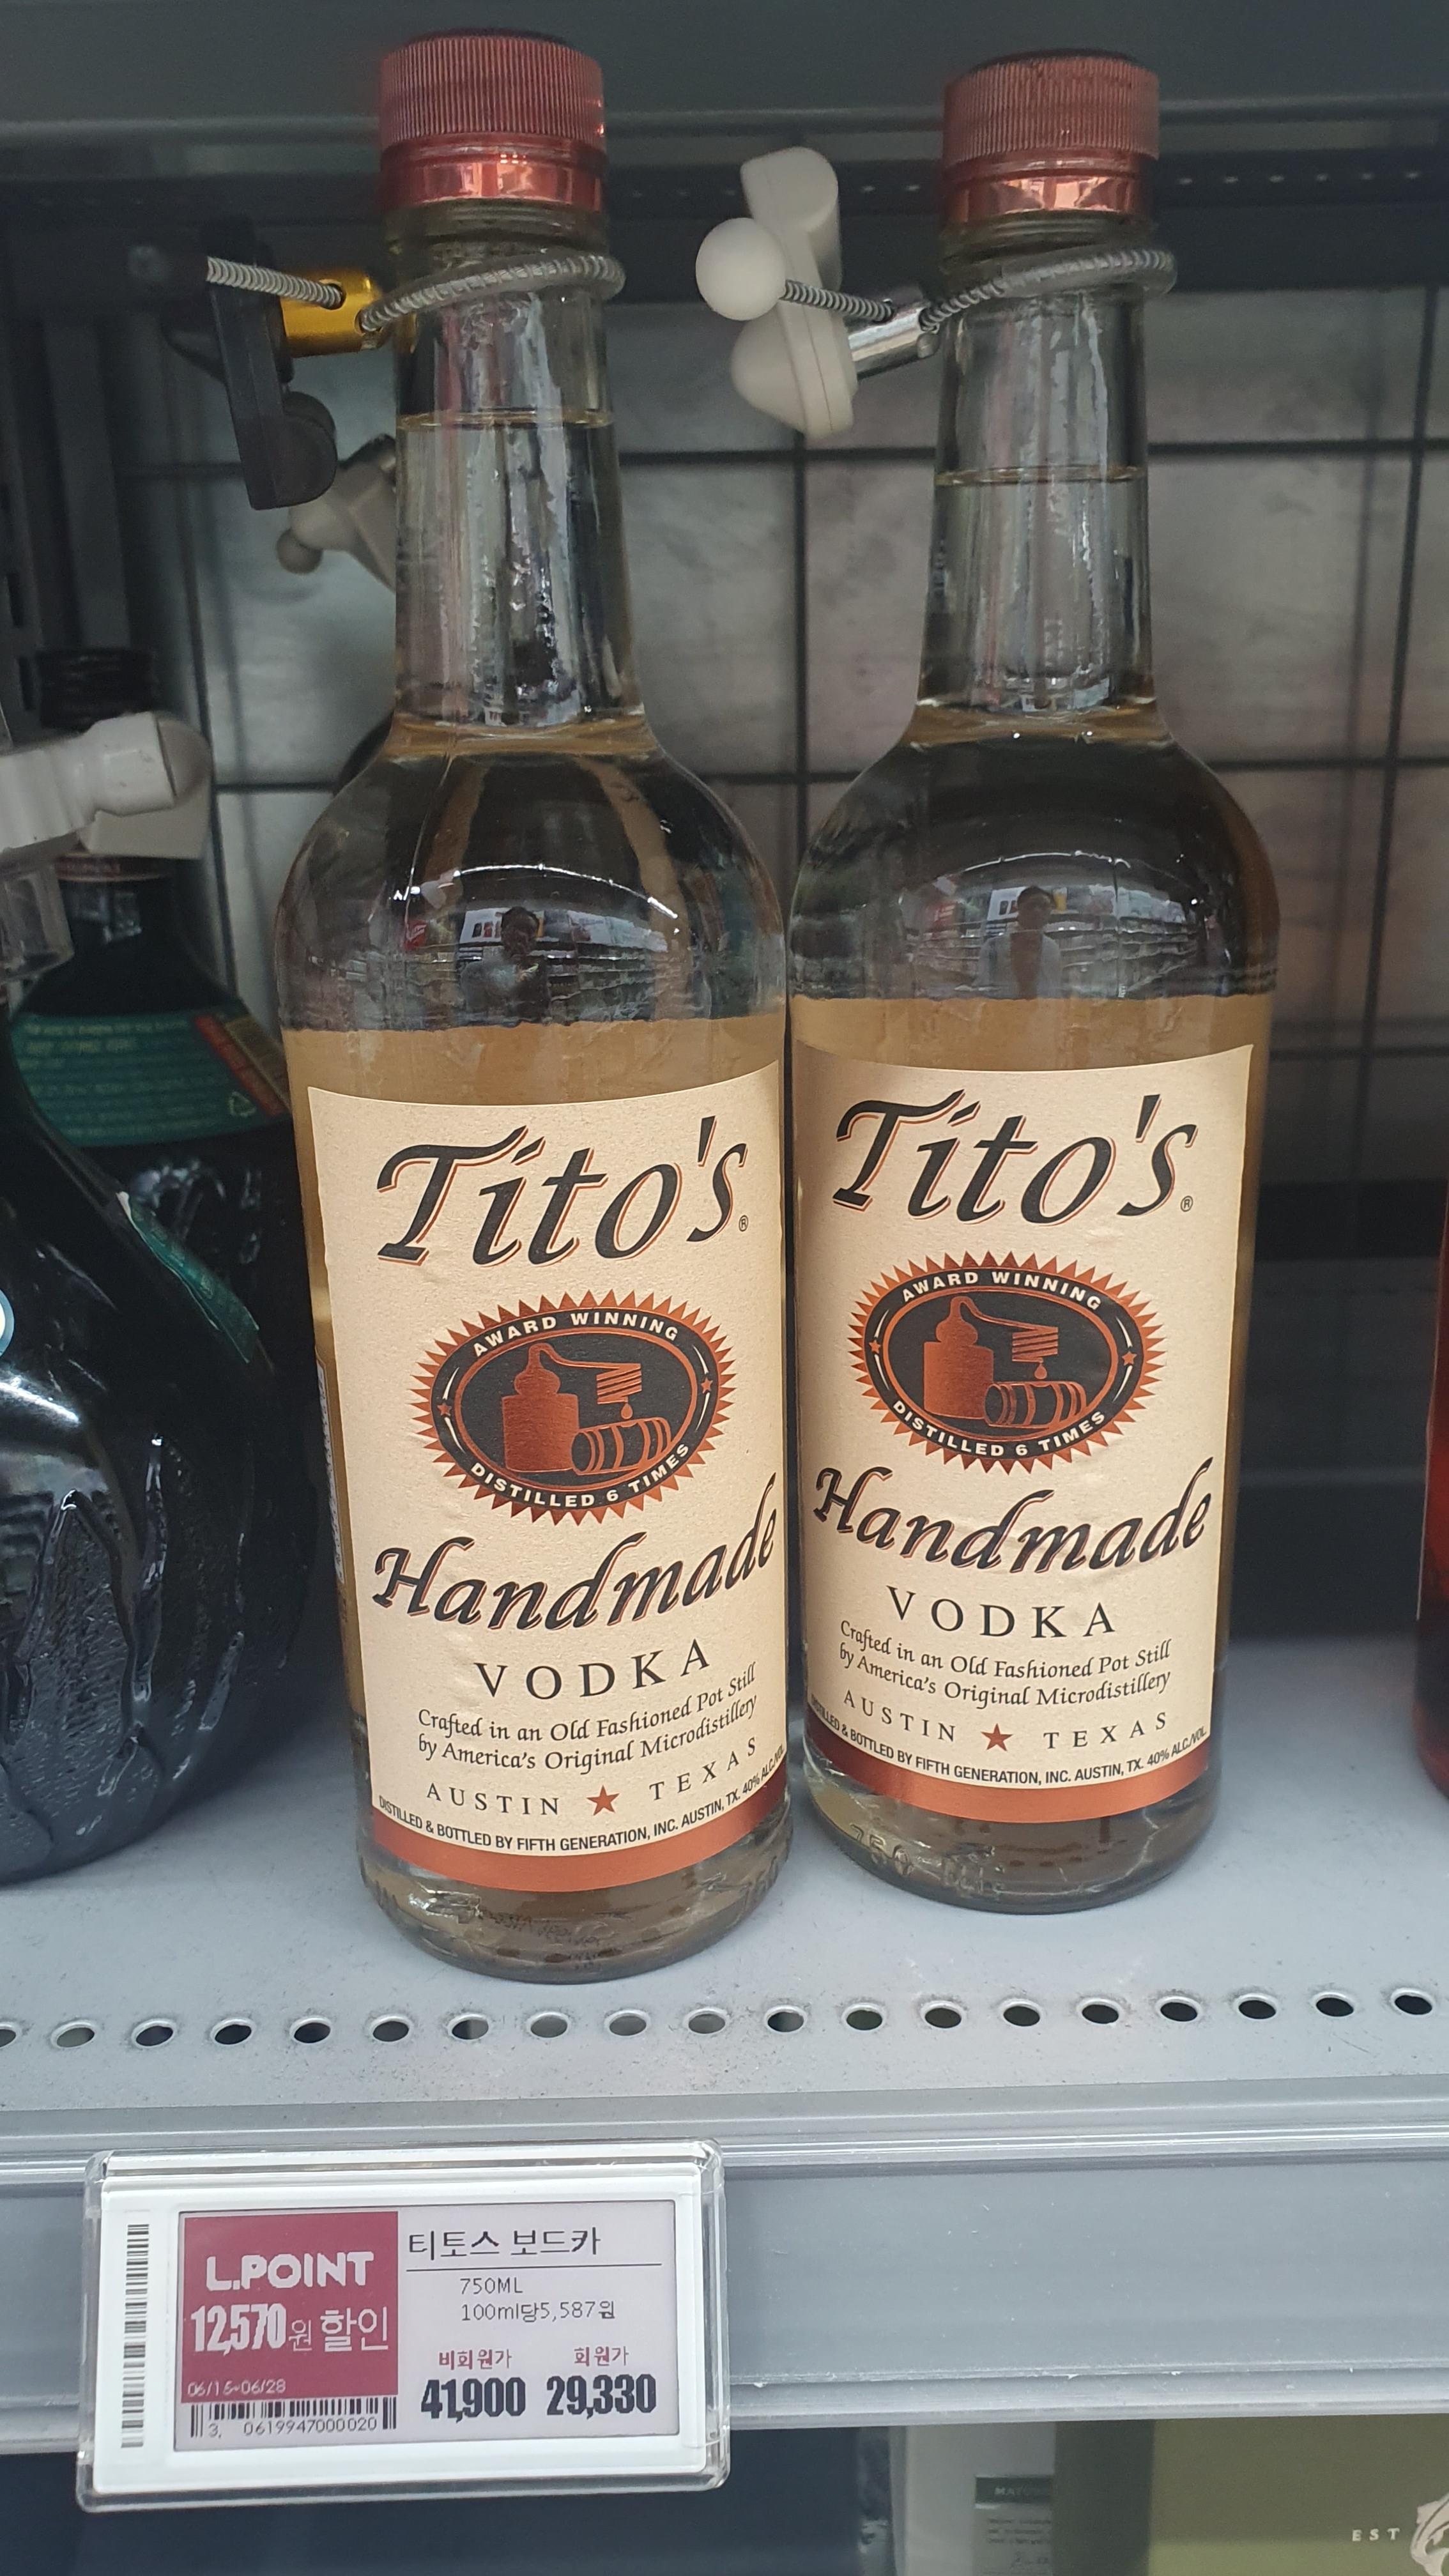 Tito's®
AWARD WINNING
DISTILLED 6 TIMES
Handmade
VODKA
Crafted in an Old Fashioned Pot Still
by America's Original Microdistillery
AUSTIN ★ TEXAS
DISTILLED & BOTTLED BY FIFTH GENERATION, INC. AUSTIN, TX. 40% ALC./VOL.
Tito's®
AWARD WINNING
DISTILLED 6 TIMES
Handmade
VODKA
Crafted in an Old Fashioned Pot Still
by America's Original Microdistillery
AUSTIN ★ TEXAS
DISTILLED & BOTTLED BY FIFTH GENERATION, INC. AUSTIN, TX. 40% ALC./VOL.
750
L.POINT
12,570원 할인
06/15~06/28
3. 0619947000020
티토스 보드카
750ML
100ml당5,587원
비회원가 회원가
41,900 29,330
EST